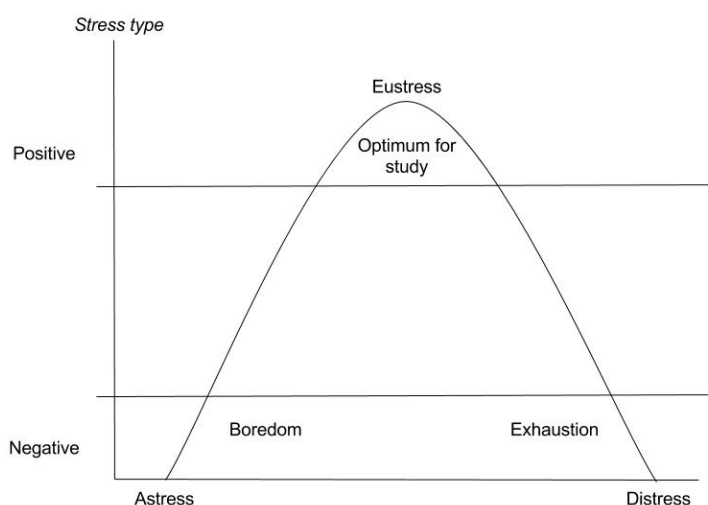 Stress type
Eustress
Optimum for
study
Positive
Boredom
Exhaustion
Negative
Astress
Distress